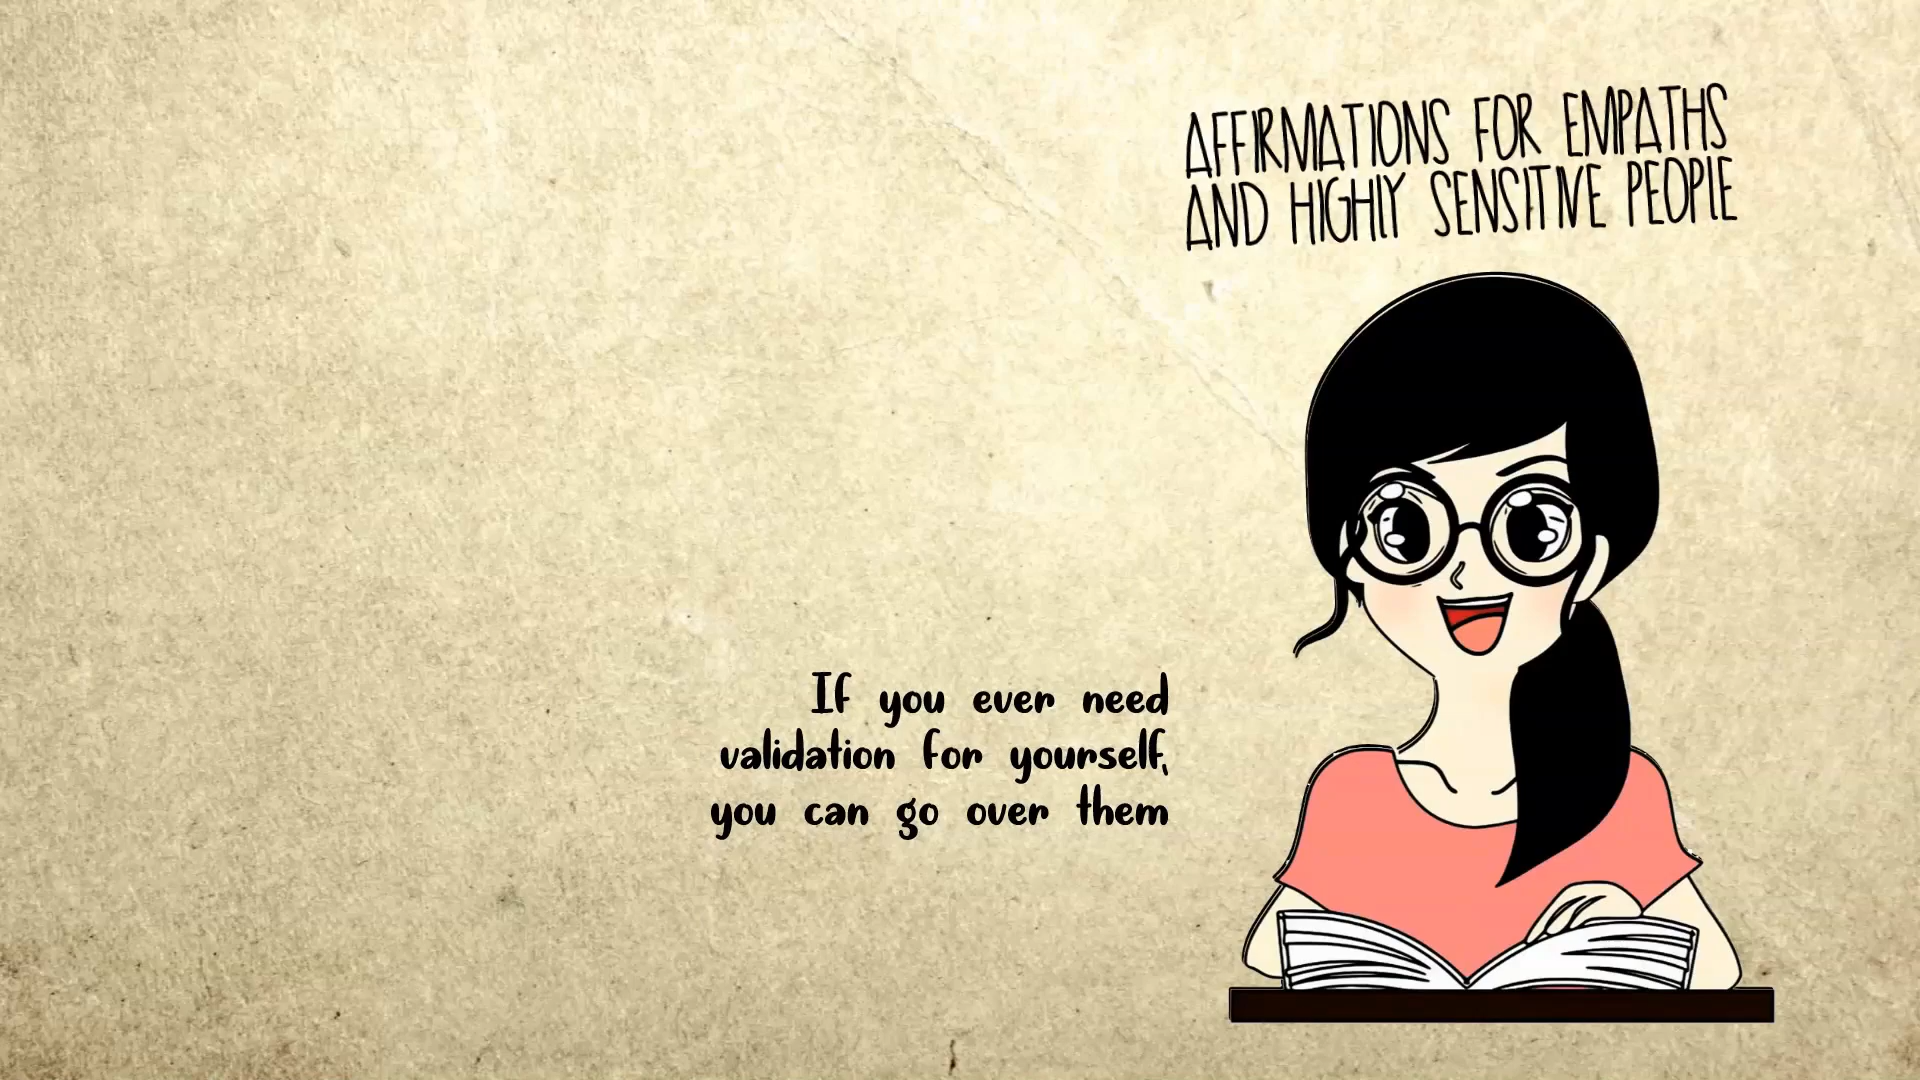 AFFIRMATIONS FOR EMPATHS
AND HIGHLY SENSITIVE PEOPLE
If you ever need
validation for yourself,
you can go over them